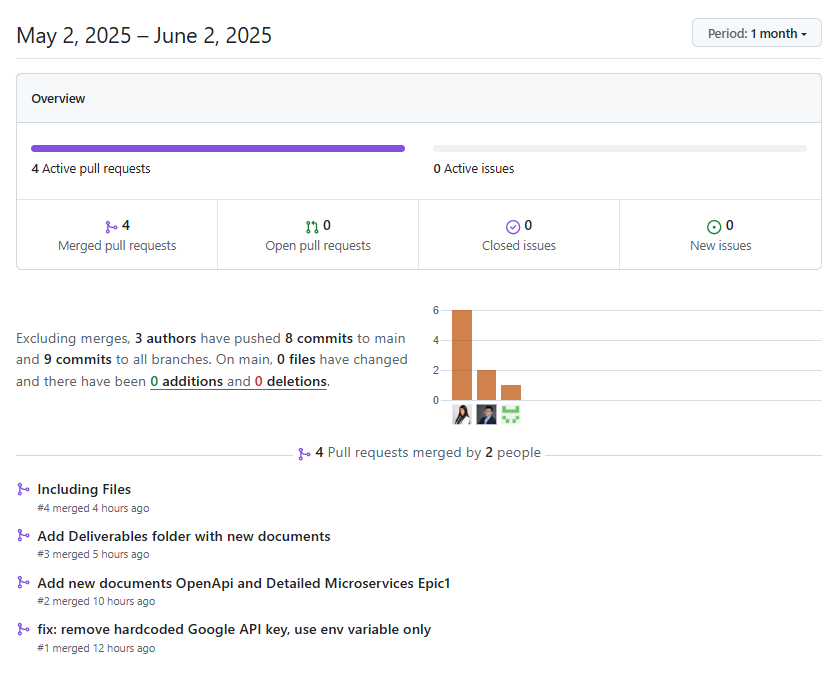 May 2, 2025 – June 2, 2025
Period: 1 month
Overview
4 Active pull requests
0 Active issues
4
Merged pull requests
0
Open pull requests
0
Closed issues
0
New issues
Excluding merges, 3 authors have pushed 8 commits to main
and 9 commits to all branches. On main, 0 files have changed
and there have been 0 additions and 0 deletions.
6
4
2
0
4 Pull requests merged by 2 people
Including Files
#4 merged 4 hours ago
Add Deliverables folder with new documents
#3 merged 5 hours ago
Add new documents OpenApi and Detailed Microservices Epic1
#2 merged 10 hours ago
fix: remove hardcoded Google API key, use env variable only
#1 merged 12 hours ago